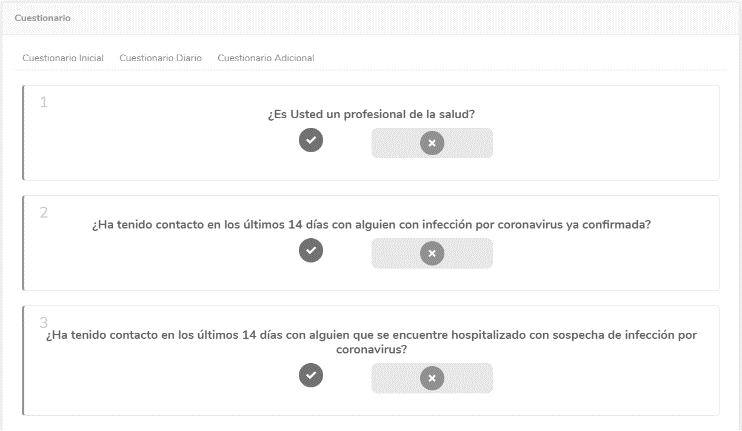 Cuestionario
Cuestionario Inicial Cuestionario Diario Cuestionario Adicional
1
¿Es Usted un profesional de la salud?
2
¿Ha tenido contacto en los últimos 14 días con alguien con infección por coronavirus ya confirmada?
3
¿Ha tenido contacto en los últimos 14 días con alguien que se encuentre hospitalizado con sospecha de infección por
coronavirus?